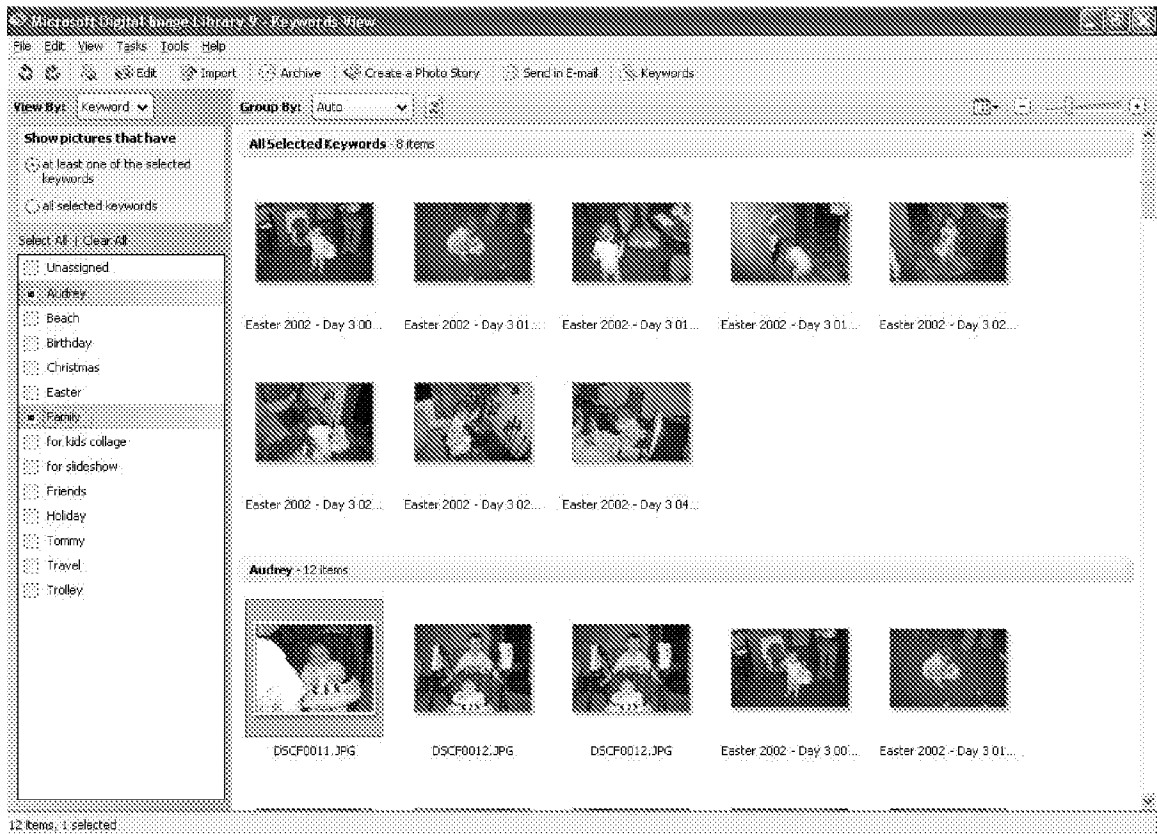 Microsoft Digital Image Library 9 - Keywords View
File Edit View Tasks Tools Help
Edit Import Archive Create a Photo Story Send in E-mail Keywords
View By: Keyword Group By: Auto
Show pictures that have
at least one of the selected
keywords
all selected keywords
Select All | Clear All
Unassigned
Audrey
Beach
Birthday
Christmas
Easter
Family
for kids collage
for slideshow
Friends
Holiday
Tommy
Travel
Trolley
All Selected Keywords - 8 items
Easter 2002 - Day 3 00... Easter 2002 - Day 3 01... Easter 2002 - Day 3 01... Easter 2002 - Day 3 01... Easter 2002 - Day 3 02...
Easter 2002 - Day 3 02... Easter 2002 - Day 3 02... Easter 2002 - Day 3 04...
Audrey - 12 items
DSCF0011.JPG DSCF0012.JPG DSCF0012.JPG Easter 2002 - Day 3 00... Easter 2002 - Day 3 01...
12 items, 1 selected